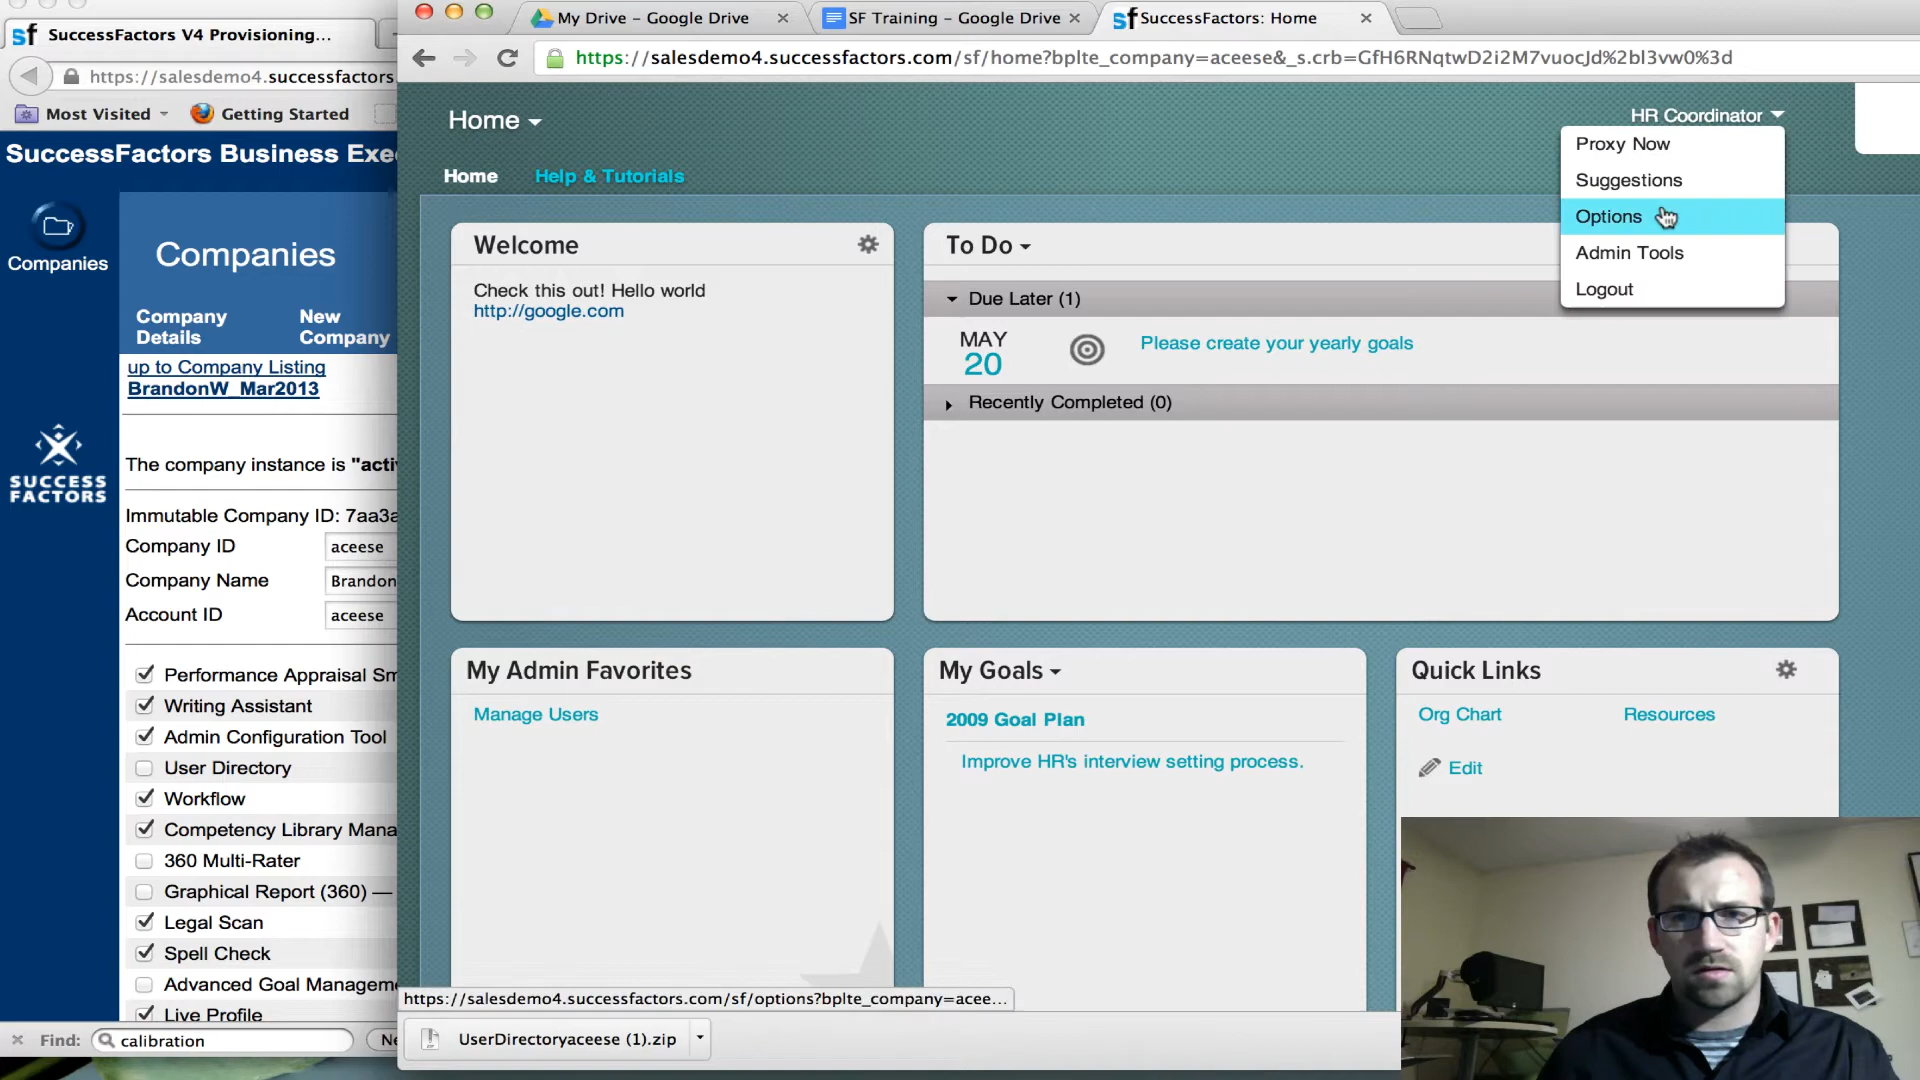 SuccessFactors V4 Provisioning...
https://salesdemo4.successfactors
Most Visited
Getting Started
SuccessFactors Business Exe
Companies
Companies
Company Details
New Company
up to Company Listing
BrandonW_Mar2013
SUCCESS
FACTORS
The company instance is "acti
Immutable Company ID: 7aa3a
Company ID
aceese
Company Name
Brandon
Account ID
aceese
Performance Appraisal Sm
Writing Assistant
Admin Configuration Tool
User Directory
Workflow
Competency Library Mana
360 Multi-Rater
Graphical Report (360) —
Legal Scan
Spell Check
Advanced Goal Manageme
Live Profile
Find:
calibration
Ne
My Drive – Google Drive
SF Training – Google Drive
SuccessFactors: Home
https://salesdemo4.successfactors.com/sf/home?bplte_company=aceese&_s.crb=GfH6RNqtwD2i2M7vuocJd%2bl3vw0%3d
Home
HR Coordinator
Proxy Now
Suggestions
Options
Admin Tools
Logout
Home
Help & Tutorials
Welcome
Check this out! Hello world
http://google.com
To Do
Due Later (1)
MAY
20
Please create your yearly goals
Recently Completed (0)
My Admin Favorites
Manage Users
My Goals
2009 Goal Plan
Improve HR's interview setting process.
Quick Links
Org Chart
Resources
Edit
https://salesdemo4.successfactors.com/sf/options?bplte_company=acee...
UserDirectoryaceese (1).zip